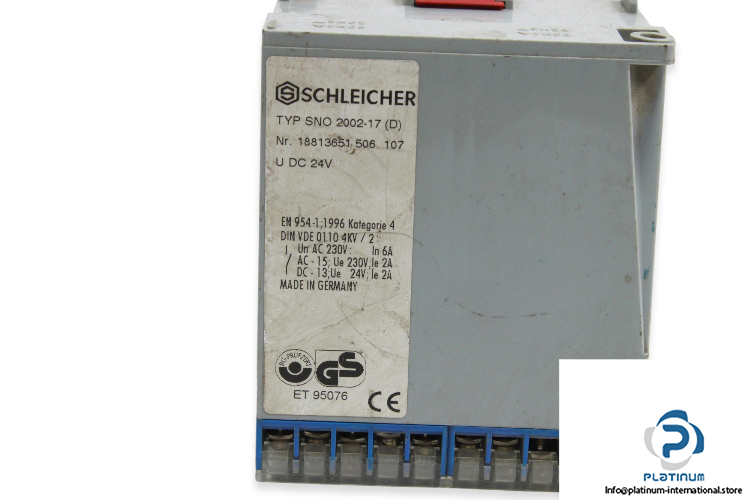 SCHLEICHER
TYP SNO 2002-17 (D)
Nr. 18813651 506 107
U DC 24V
EN 954-1;1996 Kategorie 4
DIN VDE 0110 4KV / 2 :
Un AC 230V; In 6A
AC - 15; Ue 230V; Ie 2A
DC - 13; Ue 24V; Ie 2A
MADE IN GERMANY
BG-PRÜFZERT
GS
ET 95076
CE
PLATINUM
Info@platinum-international.store